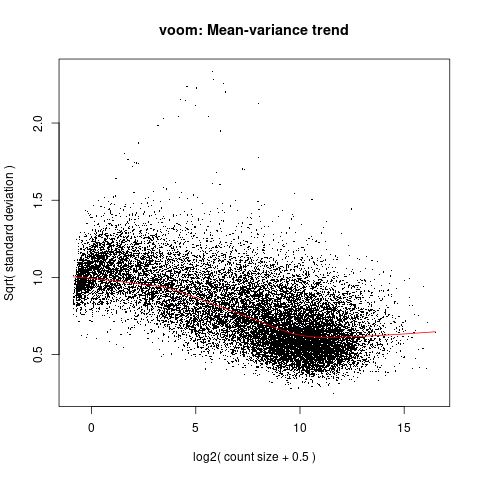 voom: Mean-variance trend
Sqrt( standard deviation )
2.0
1.5
1.0
0.5
0 5 10 15
log2( count size + 0.5 )